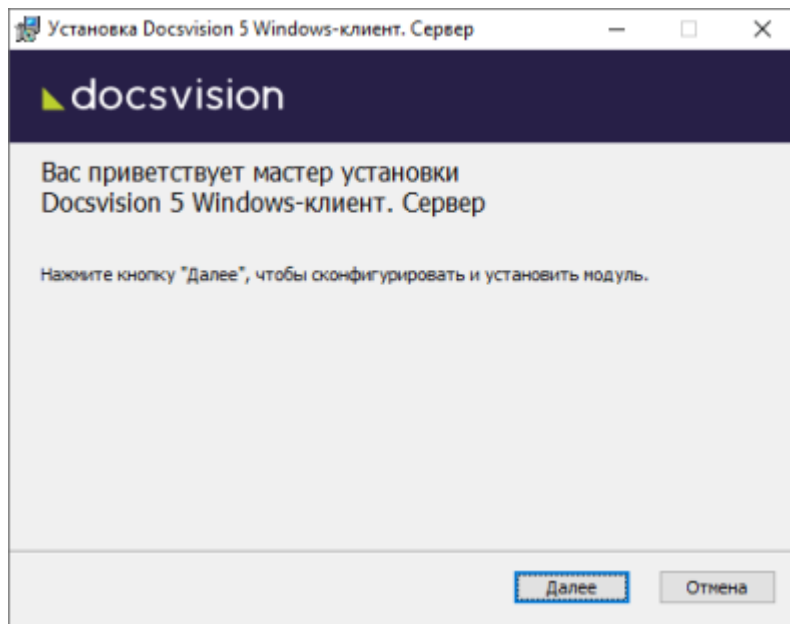 Установка Docsvision 5 Windows-клиент. Сервер
docsvision
Вас приветствует мастер установки
Docsvision 5 Windows-клиент. Сервер
Нажмите кнопку "Далее", чтобы сконфигурировать и установить модуль.
Далее
Отмена